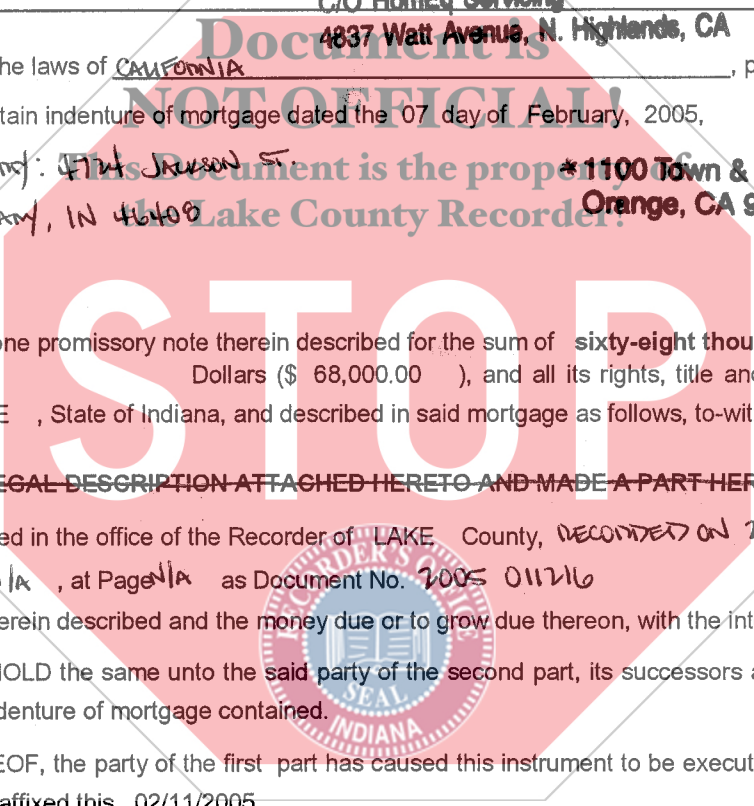 C/O HomEq Servicing
Document is
4837 Watt Avenue, N. Highlands, CA
he laws of CALIFORNIA , p
NOT OFFICIAL!
tain indenture of mortgage dated the 07 day of February, 2005,
This Document is the property of
4724 JACKSON ST.
*1100 Town &
the Lake County Recorder!
, IN 46408
Orange, CA 9
STOP
one promissory note therein described for the sum of sixty-eight thou
Dollars ($ 68,000.00 ), and all its rights, title and
E , State of Indiana, and described in said mortgage as follows, to-wit
EGAL DESCRIPTION ATTACHED HERETO AND MADE A PART HER
ed in the office of the Recorder of LAKE County, RECORDED ON 2
/A , at Page N/A as Document No. 2005 011216
erein described and the money due or to grow due thereon, with the int
HOLD the same unto the said party of the second part, its successors a
denture of mortgage contained.
EOF, the party of the first part has caused this instrument to be execut
affixed this 02/11/2005
RECORDER'S OFFICE
SEAL
INDIANA